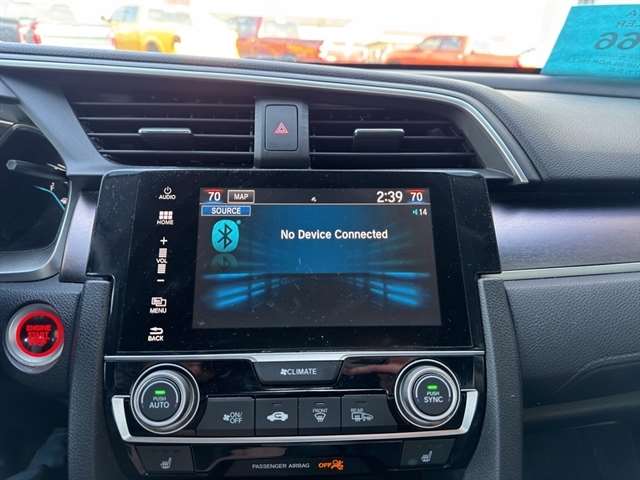 AUDIO
HOME
+
VOL
−
MENU
BACK
70 MAP 2:39 70
SOURCE 14
No Device Connected
ENGINE
START
CLIMATE
PUSH
AUTO
ON/
OFF
FRONT
REAR
PUSH
SYNC
PASSENGER AIRBAG OFF